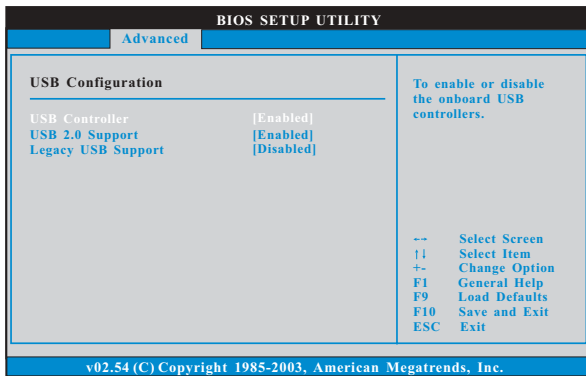 BIOS SETUP UTILITY
Advanced
USB Configuration
USB Controller [Enabled]
USB 2.0 Support [Enabled]
Legacy USB Support [Disabled]
To enable or disable
the onboard USB
controllers.
←→ Select Screen
↑↓ Select Item
+- Change Option
F1 General Help
F9 Load Defaults
F10 Save and Exit
ESC Exit
v02.54 (C) Copyright 1985-2003, American Megatrends, Inc.